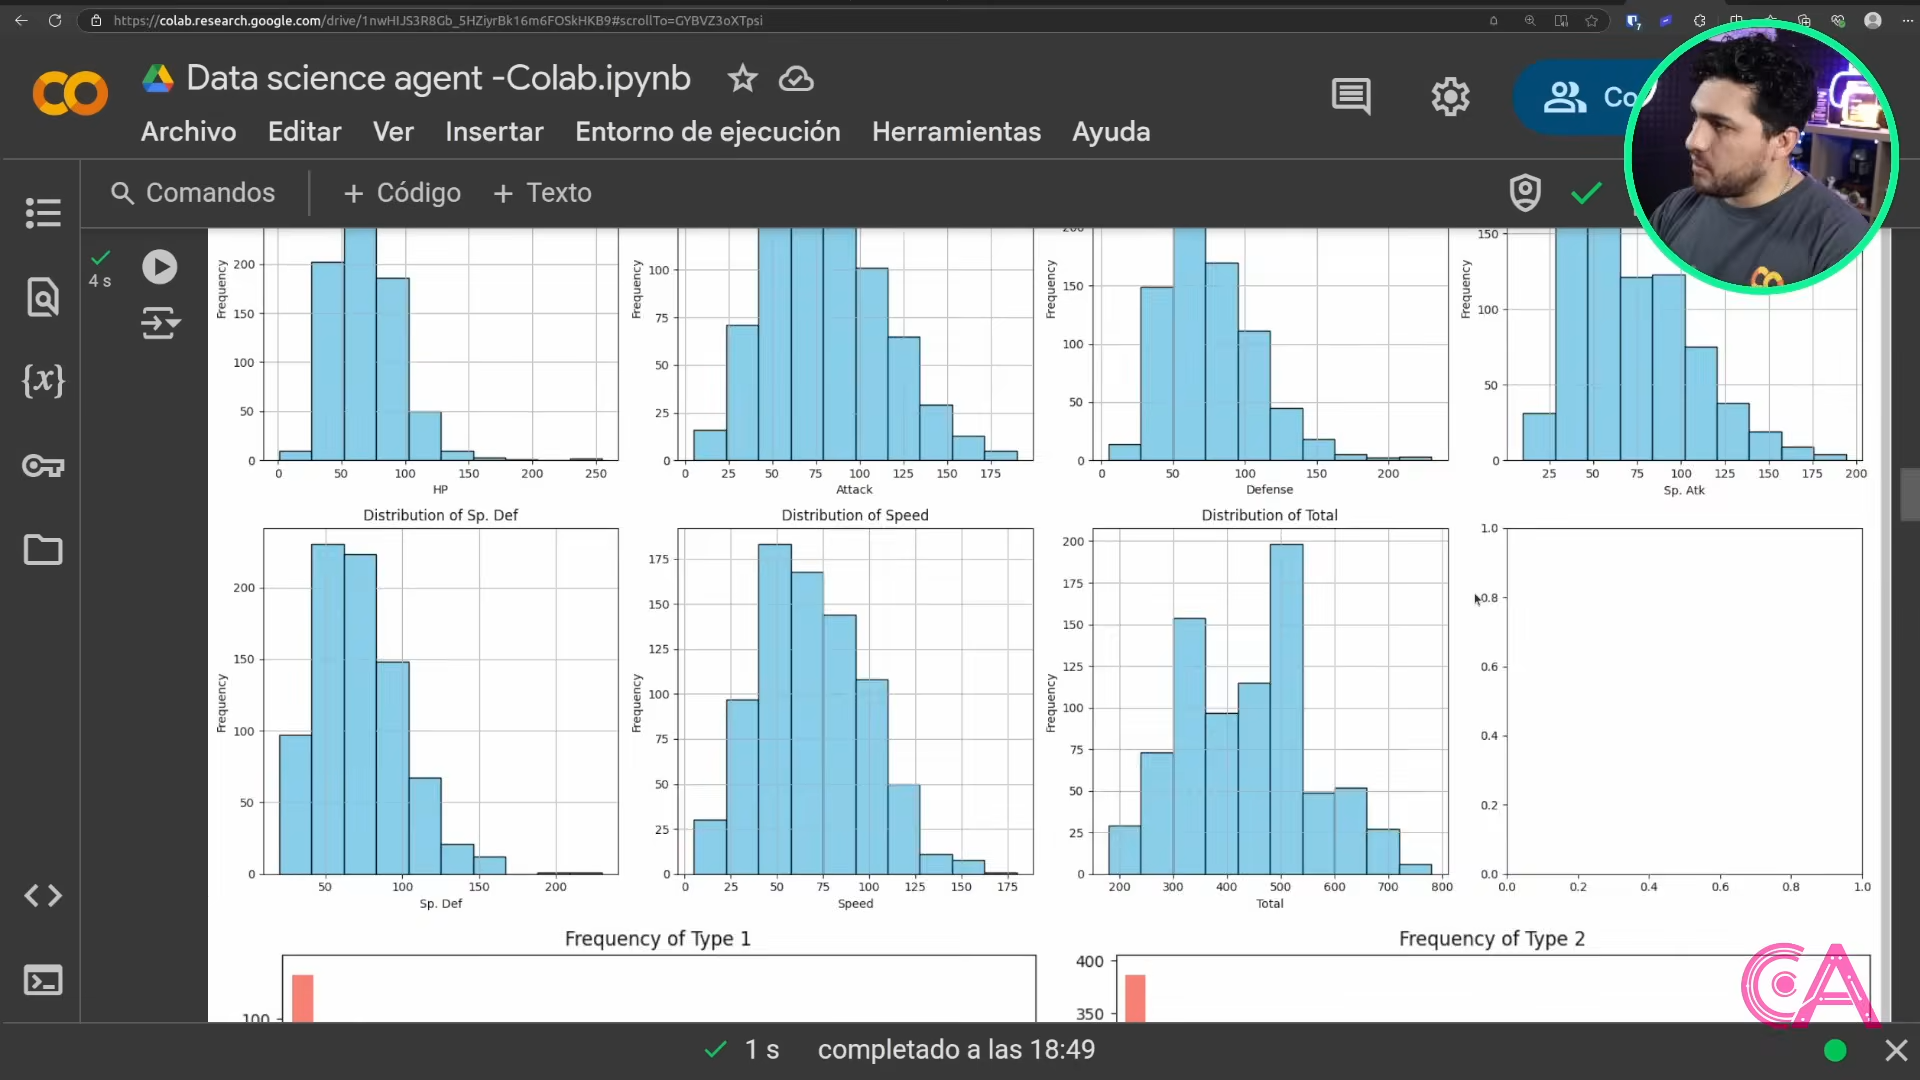 https://colab.research.google.com/drive/1nwHIJS3R8Gb_5HZiyrBk16m6FOSkHKB9#scrollTo=GYBVZ3oXTpsi
Data science agent -Colab.ipynb
Co
Archivo Editar Ver Insertar Entorno de ejecución Herramientas Ayuda
Comandos + Código + Texto
4 s
Frequency
200
150
100
50
0
0 50 100 150 200 250
HP
Frequency
100
75
50
25
0
0 25 50 75 100 125 150 175
Attack
Frequency
200
150
100
50
0
0 50 100 150 200
Defense
Frequency
150
100
50
0
25 50 75 100 125 150 175 200
Sp. Atk
Distribution of Sp. Def
Frequency
200
150
100
50
0
50 100 150 200
Sp. Def
Distribution of Speed
Frequency
175
150
125
100
75
50
25
0
0 25 50 75 100 125 150 175
Speed
Distribution of Total
Frequency
200
175
150
125
100
75
50
25
0
200 300 400 500 600 700 800
Total
1.0
0.8
0.6
0.4
0.2
0.0
0.0 0.2 0.4 0.6 0.8 1.0
Frequency of Type 1
100
Frequency of Type 2
400
350
CA
1 s completado a las 18:49